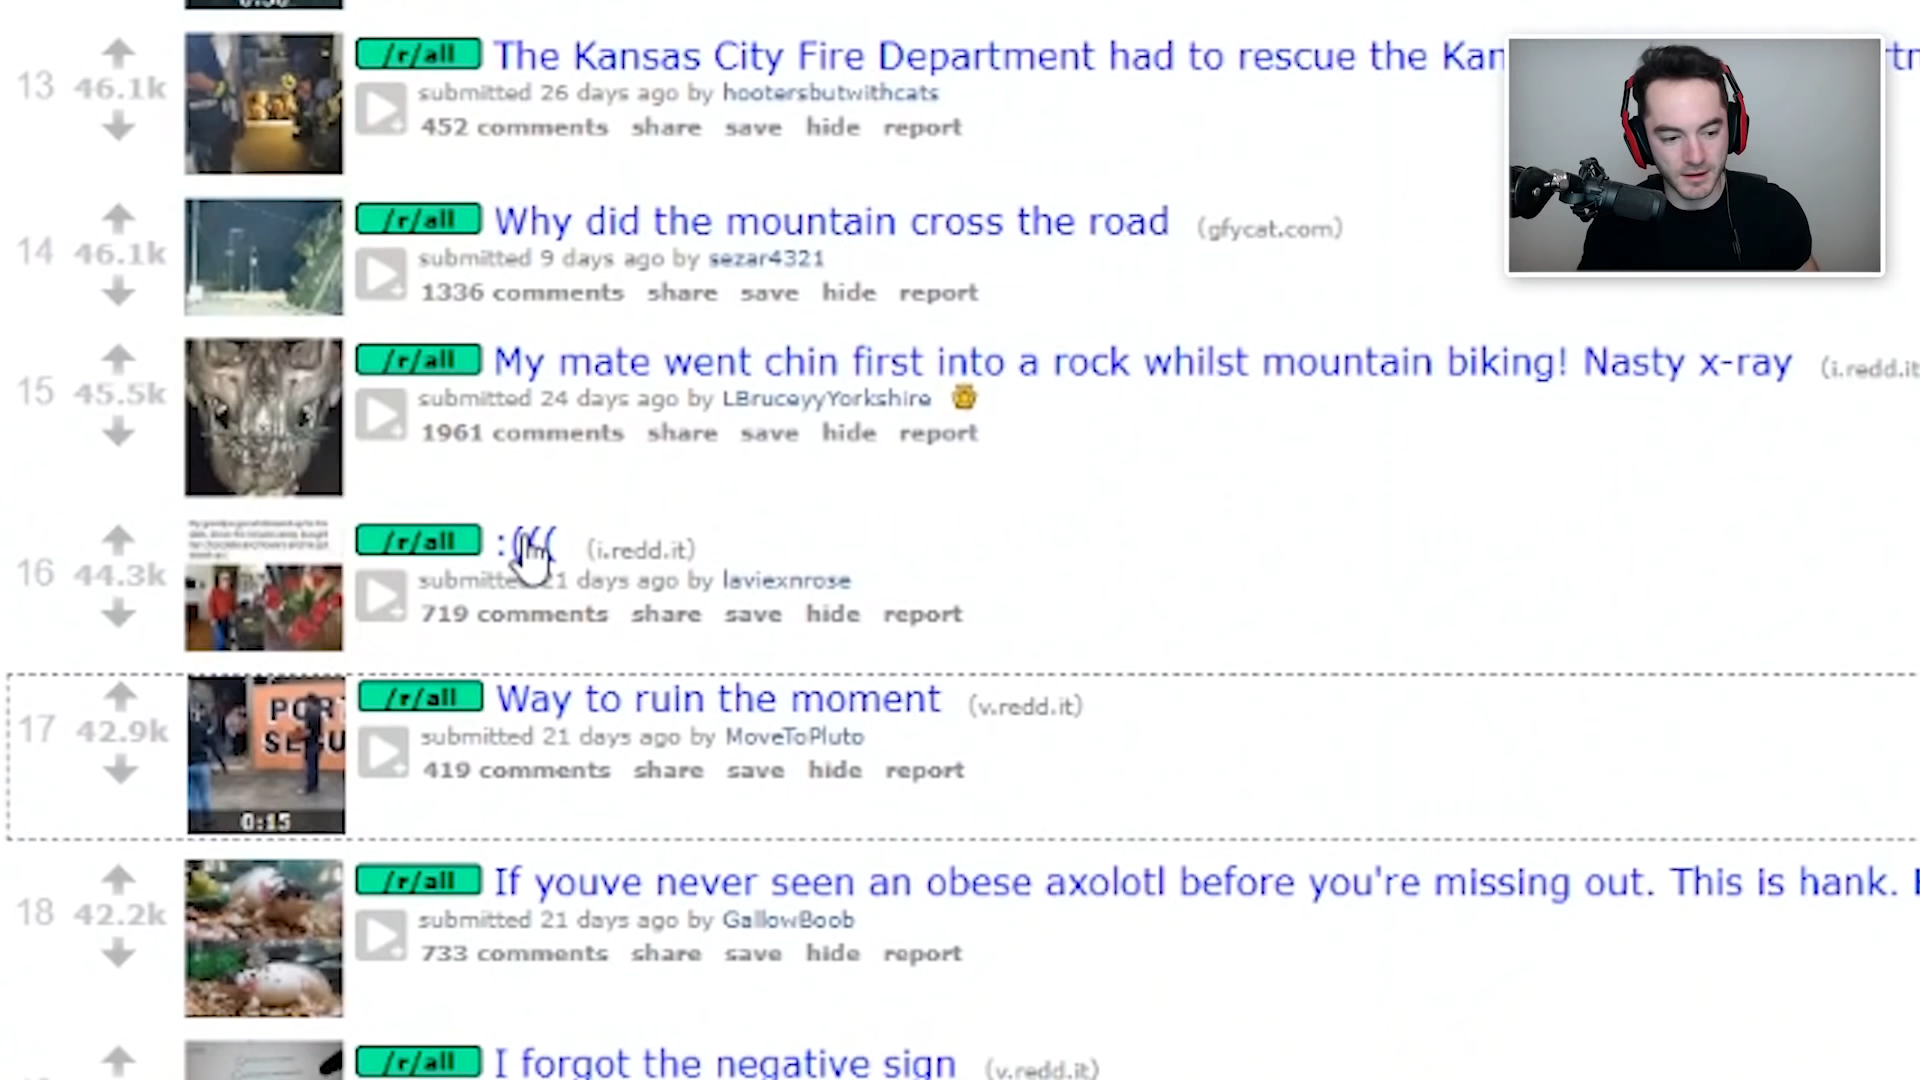 0:30
13 46.1k /r/all The Kansas City Fire Department had to rescue the Kan
submitted 26 days ago by hootersbutwithcats
452 comments share save hide report
14 46.1k /r/all Why did the mountain cross the road (gfycat.com)
submitted 9 days ago by sezar4321
1336 comments share save hide report
15 45.5k /r/all My mate went chin first into a rock whilst mountain biking! Nasty x-ray (i.redd.it
submitted 24 days ago by LBruceyyYorkshire
1961 comments share save hide report
16 44.3k /r/all :(((( (i.redd.it)
submitted 21 days ago by laviexnrose
719 comments share save hide report
17 42.9k /r/all Way to ruin the moment (v.redd.it)
submitted 21 days ago by MoveToPluto
419 comments share save hide report
PORT
SEGU
0:15
18 42.2k /r/all If youve never seen an obese axolotl before you're missing out. This is hank.
submitted 21 days ago by GallowBoob
733 comments share save hide report
/r/all I forgot the negative sign (v.redd.it)